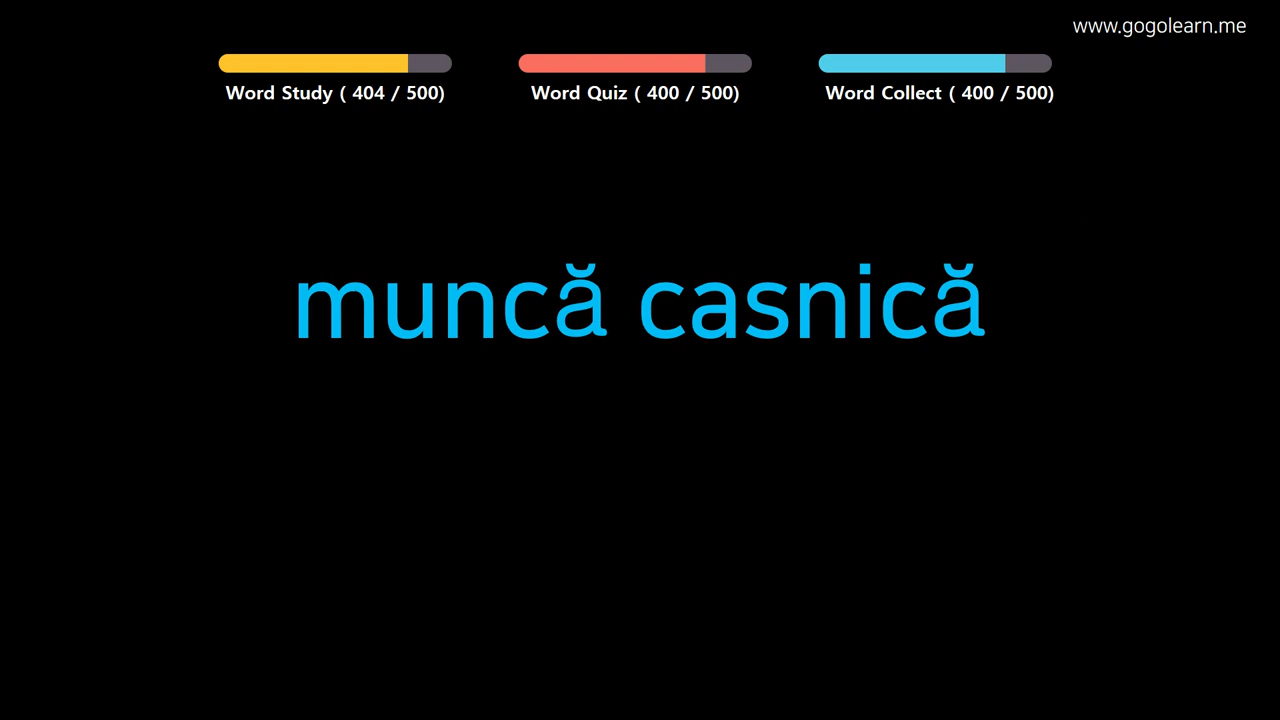 www.gogolearn.me
Word Study ( 404 / 500)
Word Quiz ( 400 / 500)
Word Collect ( 400 / 500)
muncă casnică